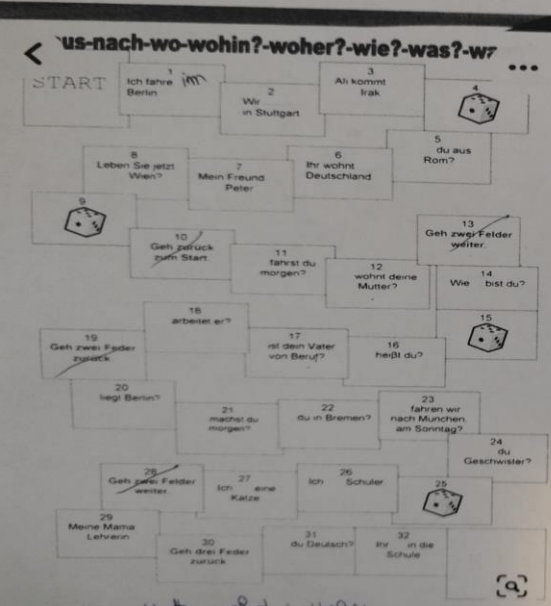 us-nach-wo-wohin?-woher?-wie?-was?-w
START
1
Ich fahre im
Berlin
2
Wir
in Stuttgart
3
Ali kommt
Irak
4
5
du aus
Rom?
6
Ihr wohnt
Deutschland
7
Mein Freund
Peter
8
Leben Sie jetzt
Wien?
9
10
Geh zurück
zum Start
11
fahrst du
morgen?
12
wohnt deine
Mutter?
13
Geh zwei Felder
weiter.
14
Wie bist du?
15
16
heißt du?
17
ist dein Vater
von Beruf?
18
arbeitet er?
19
Geh zwei Feder
zurück
20
liegt Berlin?
21
machst du
morgen?
22
du in Bremen?
23
fahren wir
nach Munchen
am Sonntag?
24
du
Geschwister?
25
26
Ich Schuler
27
Ich eine
Katze
28
Geh zwei Felder
weiter.
29
Meine Mama
Lehrerin
30
Geh drei Feder
zurück
31
du Deutsch?
32
Ihr in die
Schule